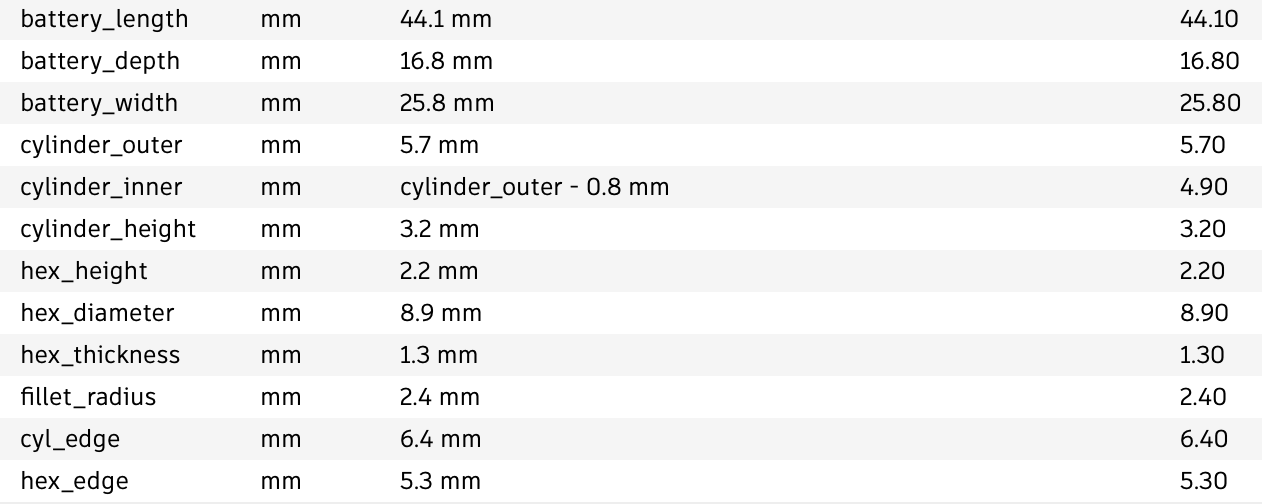 battery_length mm 44.1 mm 44.10
battery_depth mm 16.8 mm 16.80
battery_width mm 25.8 mm 25.80
cylinder_outer mm 5.7 mm 5.70
cylinder_inner mm cylinder_outer - 0.8 mm 4.90
cylinder_height mm 3.2 mm 3.20
hex_height mm 2.2 mm 2.20
hex_diameter mm 8.9 mm 8.90
hex_thickness mm 1.3 mm 1.30
fillet_radius mm 2.4 mm 2.40
cyl_edge mm 6.4 mm 6.40
hex_edge mm 5.3 mm 5.30